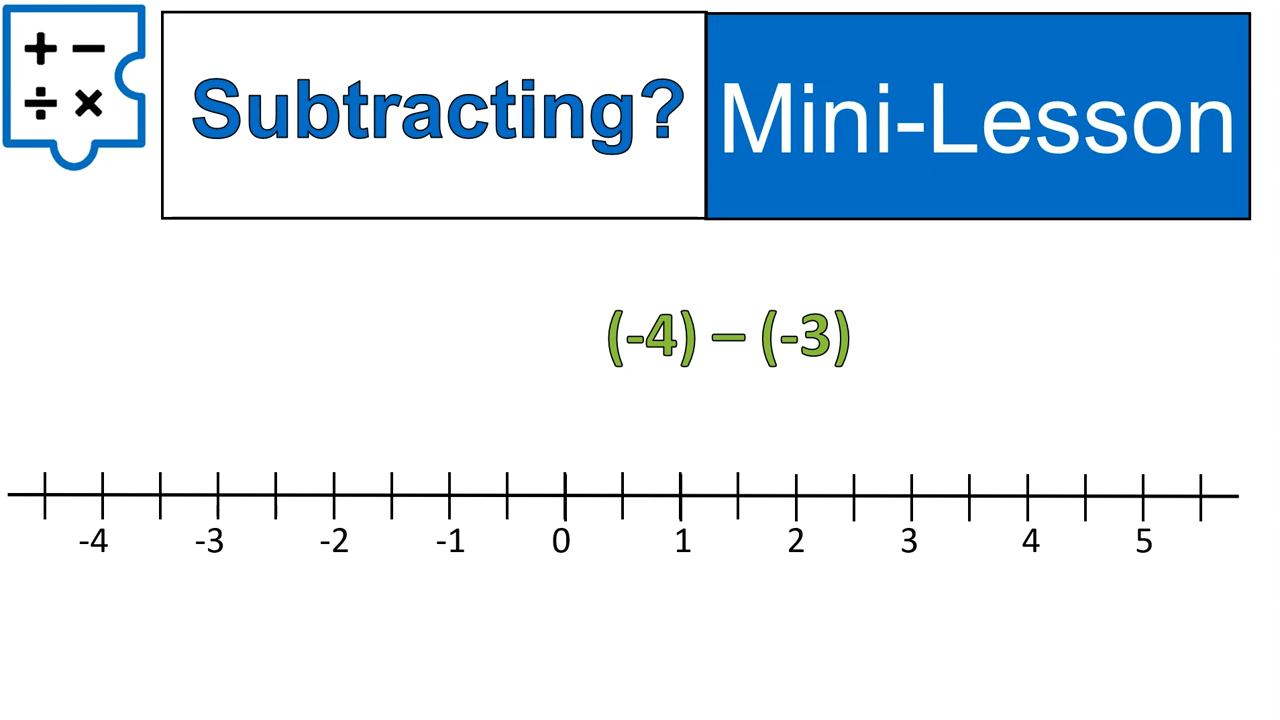 + −
÷ ×
Subtracting? Mini-Lesson
(-4) – (-3)
-4 -3 -2 -1 0 1 2 3 4 5